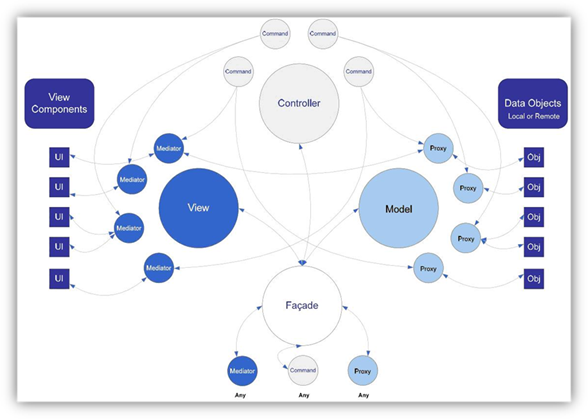 Command
Command
Command
Command
View
Components
Controller
Data Objects
Local or Remote
UI
Mediator
Proxy
Obj
UI
Mediator
Proxy
Obj
UI
Mediator
View
Model
Proxy
Obj
UI
Obj
UI
Mediator
Proxy
Obj
Façade
Mediator
Command
Proxy
Any
Any
Any